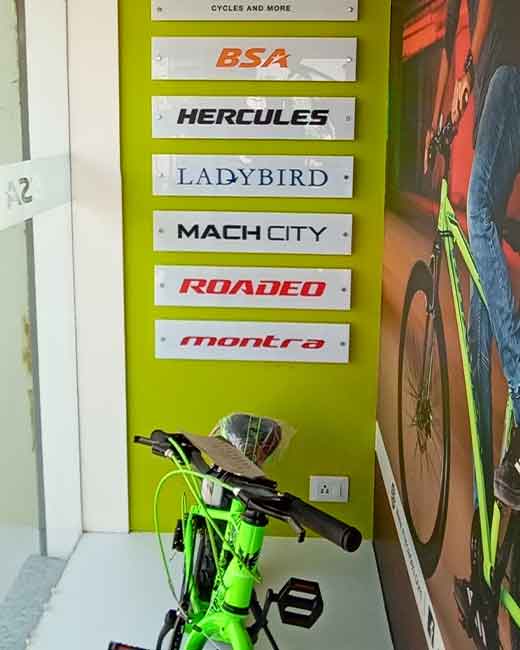 CYCLES AND MORE
BSA
HERCULES
LADYBIRD
MACH CITY
ROADEO
montra